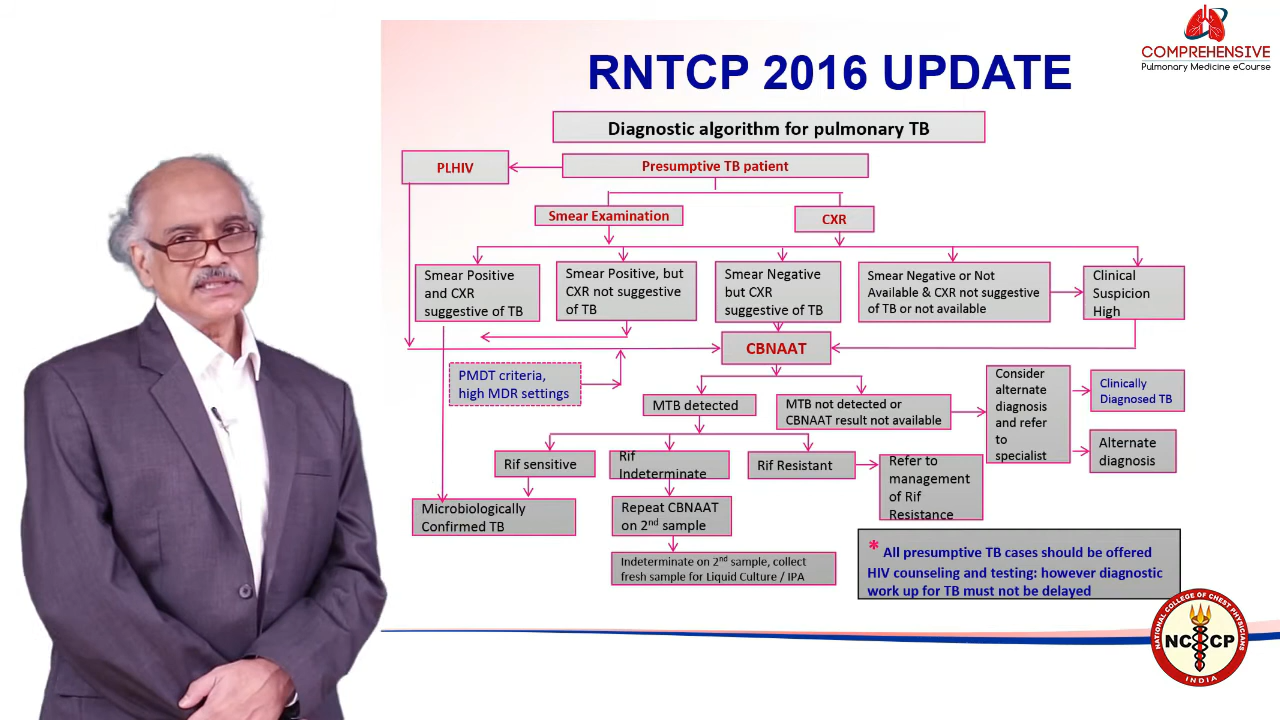 COMPREHENSIVE
Pulmonary Medicine eCourse
RNTCP 2016 UPDATE
Diagnostic algorithm for pulmonary TB
PLHIV
Presumptive TB patient
Smear Examination
CXR
Smear Positive
and CXR
suggestive of TB
Smear Positive, but
CXR not suggestive
of TB
Smear Negative
but CXR
suggestive of TB
Smear Negative or Not
Available & CXR not suggestive
of TB or not available
Clinical
Suspicion
High
CBNAAT
PMDT criteria,
high MDR settings
MTB detected
MTB not detected or
CBNAAT result not available
Consider
alternate
diagnosis
and refer
to
specialist
Clinically
Diagnosed TB
Alternate
diagnosis
Rif sensitive
Rif
Indeterminate
Rif Resistant
Refer to
management
of Rif
Resistance
Microbiologically
Confirmed TB
Repeat CBNAAT
on 2nd sample
Indeterminate on 2nd sample, collect
fresh sample for Liquid Culture / IPA
* All presumptive TB cases should be offered
HIV counseling and testing: however diagnostic
work up for TB must not be delayed
NATIONAL COLLEGE OF CHEST PHYSICIANS
NCCP
INDIA